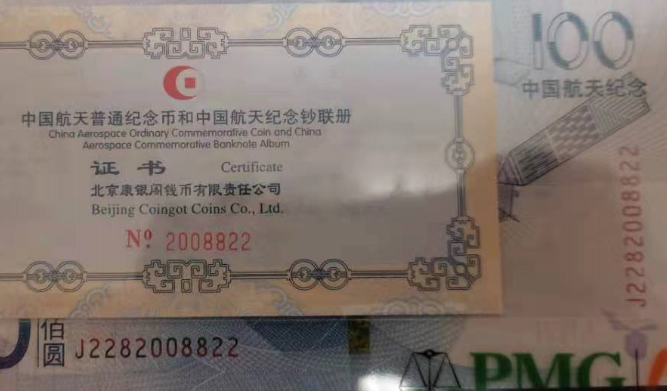 中国航天普通纪念币和中国航天纪念钞联册
China Aerospace Ordinary Commemorative Coin and China
Aerospace Commemorative Banknote Album
证书 Certificate
北京康银阁钱币有限责任公司
Beijing Coingot Coins Co., Ltd.
Nº 2008822
100
中国航天纪念
J2282008822
佰圆
J2282008822
PMG